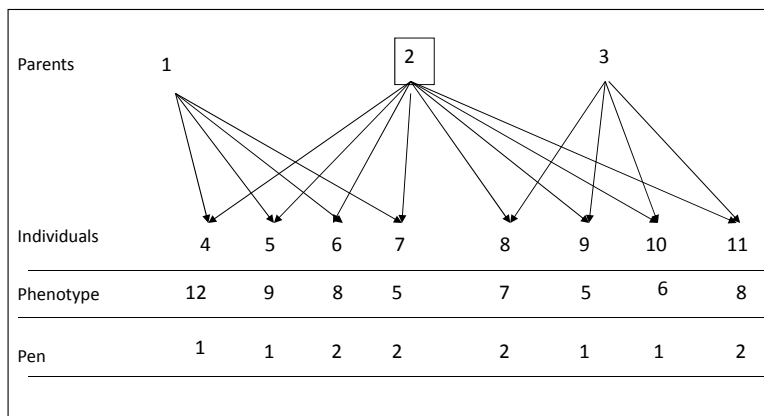 Parents 1 2 3
Individuals 4 5 6 7 8 9 10 11
Phenotype 12 9 8 5 7 5 6 8
Pen 1 1 2 2 2 1 1 2